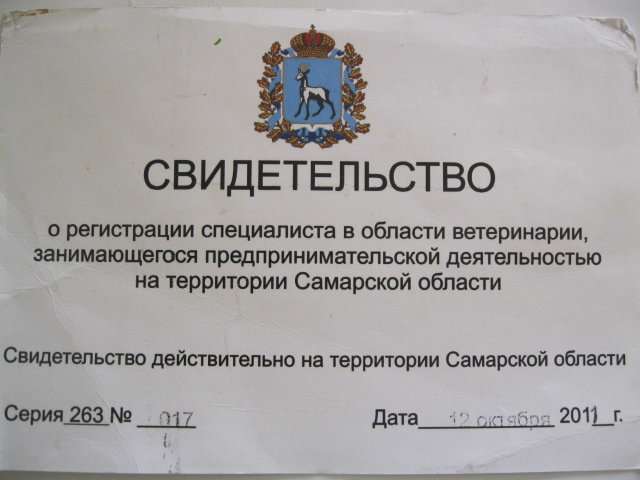 СВИДЕТЕЛЬСТВО
о регистрации специалиста в области ветеринарии,
занимающегося предпринимательской деятельностью
на территории Самарской области
Свидетельство действительно на территории Самарской области
Серия 263 № 017 Дата 12 октября 2011 г.